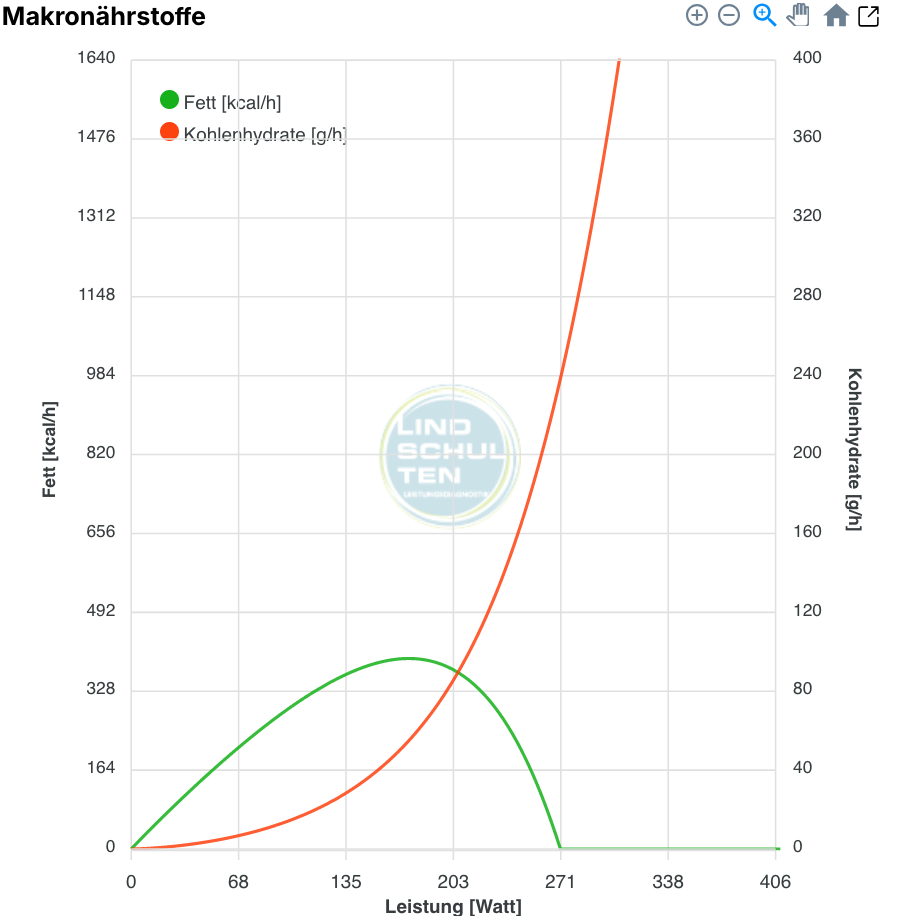 Makronährstoffe
Fett [kcal/h]
Kohlenhydrate [g/h]
1640
1476
1312
1148
984
820
656
492
328
164
0
400
360
320
280
240
200
160
120
80
40
0
Fett [kcal/h]
Kohlenhydrate [g/h]
LIND
SCHUL
TEN
LEISTUNGSDIAGNOSTIK
0 68 135 203 271 338 406
Leistung [Watt]